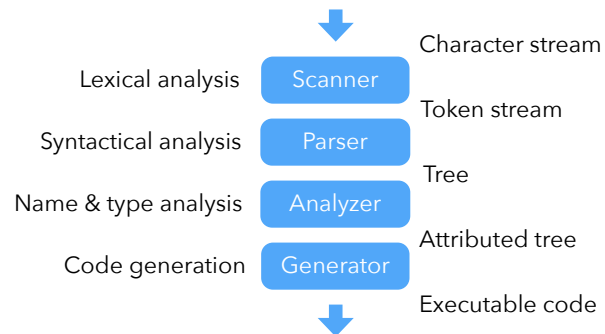 Character stream
Lexical analysis
Scanner
Token stream
Syntactical analysis
Parser
Tree
Name & type analysis
Analyzer
Attributed tree
Code generation
Generator
Executable code